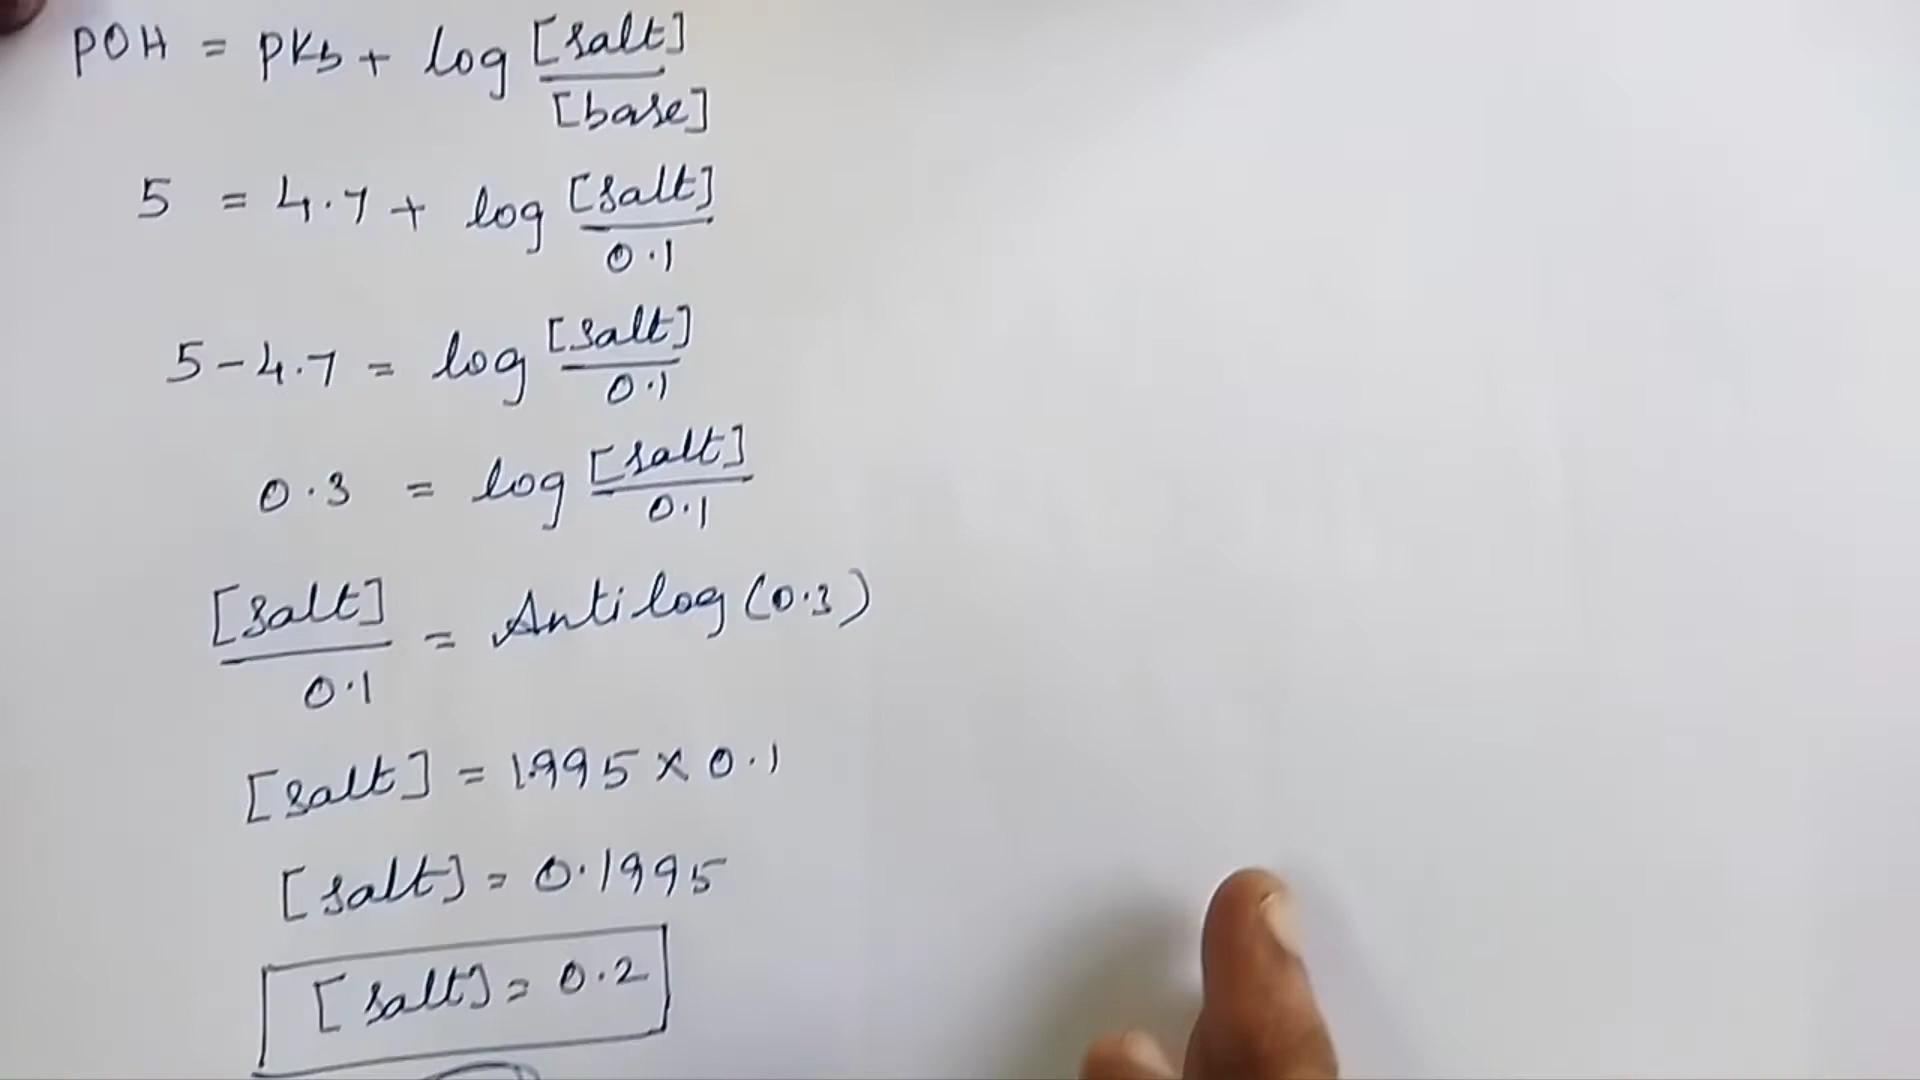 POH = PKb + log [salt]/[base]
5 = 4.7 + log [salt]/0.1
5 - 4.7 = log [salt]/0.1
0.3 = log [salt]/0.1
[salt]/0.1 = Antilog (0.3)
[salt] = 1.995 × 0.1
[salt] = 0.1995
[salt] = 0.2